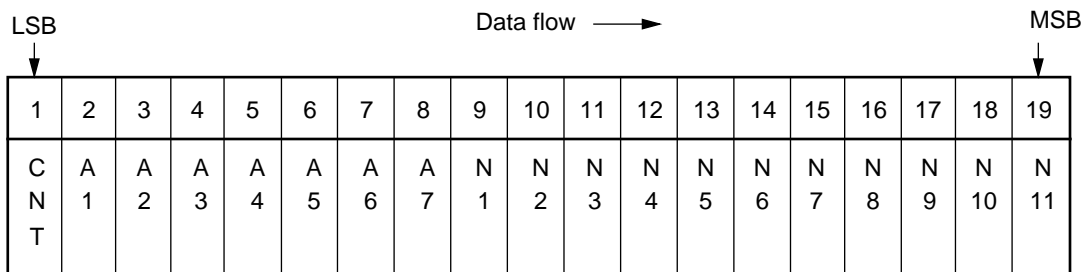 LSB Data flow MSB
1 2 3 4 5 6 7 8 9 10 11 12 13 14 15 16 17 18 19
C A A A A A A A N N N N N N N N N N N
N 1 2 3 4 5 6 7 1 2 3 4 5 6 7 8 9 10 11
T